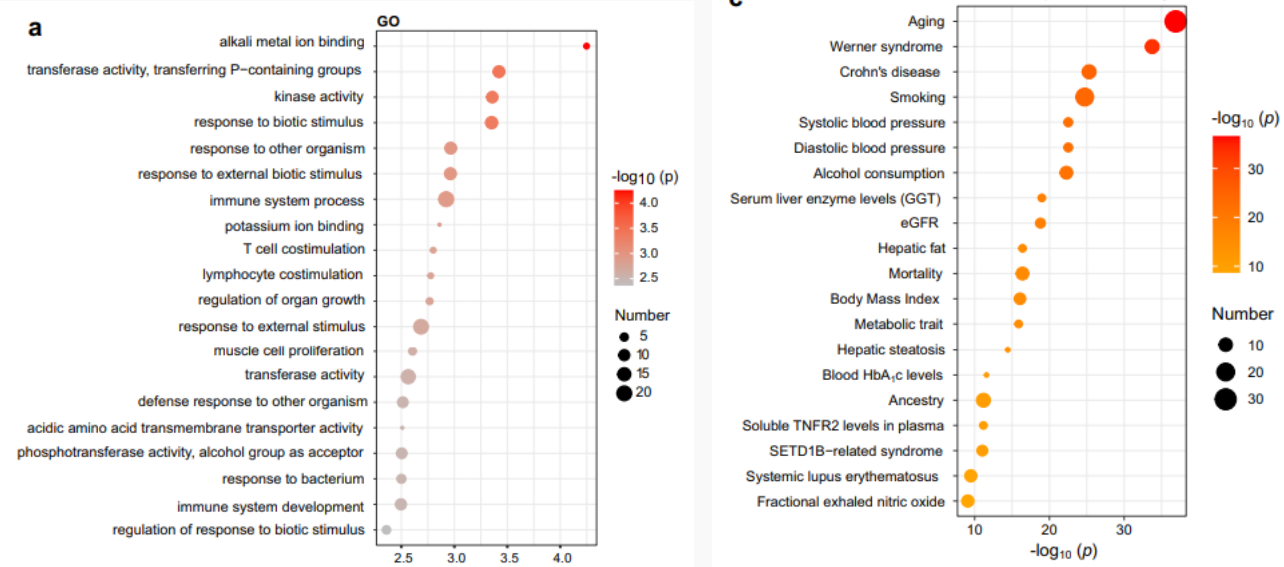 a
GO
alkali metal ion binding
transferase activity, transferring P−containing groups
kinase activity
response to biotic stimulus
response to other organism
response to external biotic stimulus
immune system process
potassium ion binding
T cell costimulation
lymphocyte costimulation
regulation of organ growth
response to external stimulus
muscle cell proliferation
transferase activity
defense response to other organism
acidic amino acid transmembrane transporter activity
phosphotransferase activity, alcohol group as acceptor
response to bacterium
immune system development
regulation of response to biotic stimulus
2.5 3.0 3.5 4.0
-log10 (p)
4.0
3.5
3.0
2.5
Number
5
10
15
20
c
Aging
Werner syndrome
Crohn's disease
Smoking
Systolic blood pressure
Diastolic blood pressure
Alcohol consumption
Serum liver enzyme levels (GGT)
eGFR
Hepatic fat
Mortality
Body Mass Index
Metabolic trait
Hepatic steatosis
Blood HbA₁c levels
Ancestry
Soluble TNFR2 levels in plasma
SETD1B−related syndrome
Systemic lupus erythematosus
Fractional exhaled nitric oxide
10 20 30
-log₁₀ (p)
-log₁₀ (p)
30
20
10
Number
10
20
30